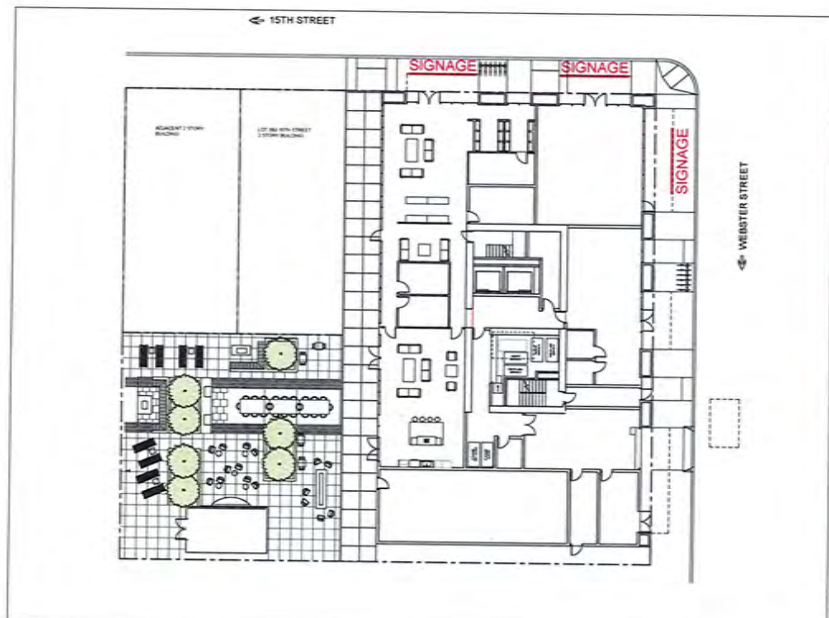 15TH STREET
SIGNAGE
SIGNAGE
SIGNAGE
ADJACENT 2 STORY
BUILDING
2 STORY BUILDING
WEBSTER STREET